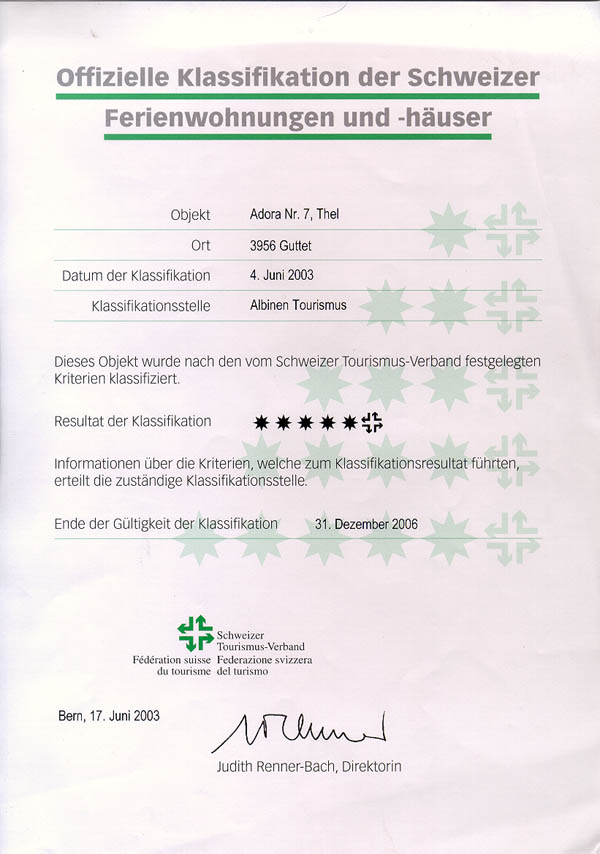 Offizielle Klassifikation der Schweizer
Ferienwohnungen und -häuser
Objekt Adora Nr. 7, Thel
Ort 3956 Guttet
Datum der Klassifikation 4. Juni 2003
Klassifikationsstelle Albinen Tourismus
Dieses Objekt wurde nach den vom Schweizer Tourismus-Verband festgelegten
Kriterien klassifiziert.
Resultat der Klassifikation
Informationen über die Kriterien, welche zum Klassifikationsresultat führten,
erteilt die zuständige Klassifikationsstelle.
Ende der Gültigkeit der Klassifikation 31. Dezember 2006
Schweizer
Tourismus-Verband
Fédération suisse Federazione svizzera
du tourisme del turismo
Bern, 17. Juni 2003
Judith Renner-Bach, Direktorin